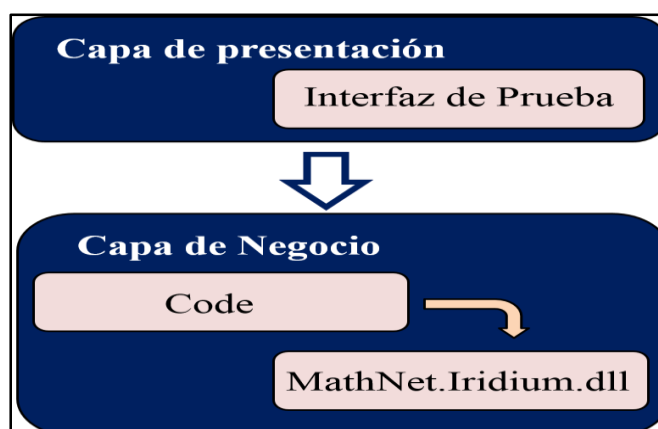 Capa de presentación
Interfaz de Prueba
Capa de Negocio
Code
MathNet.Iridium.dll